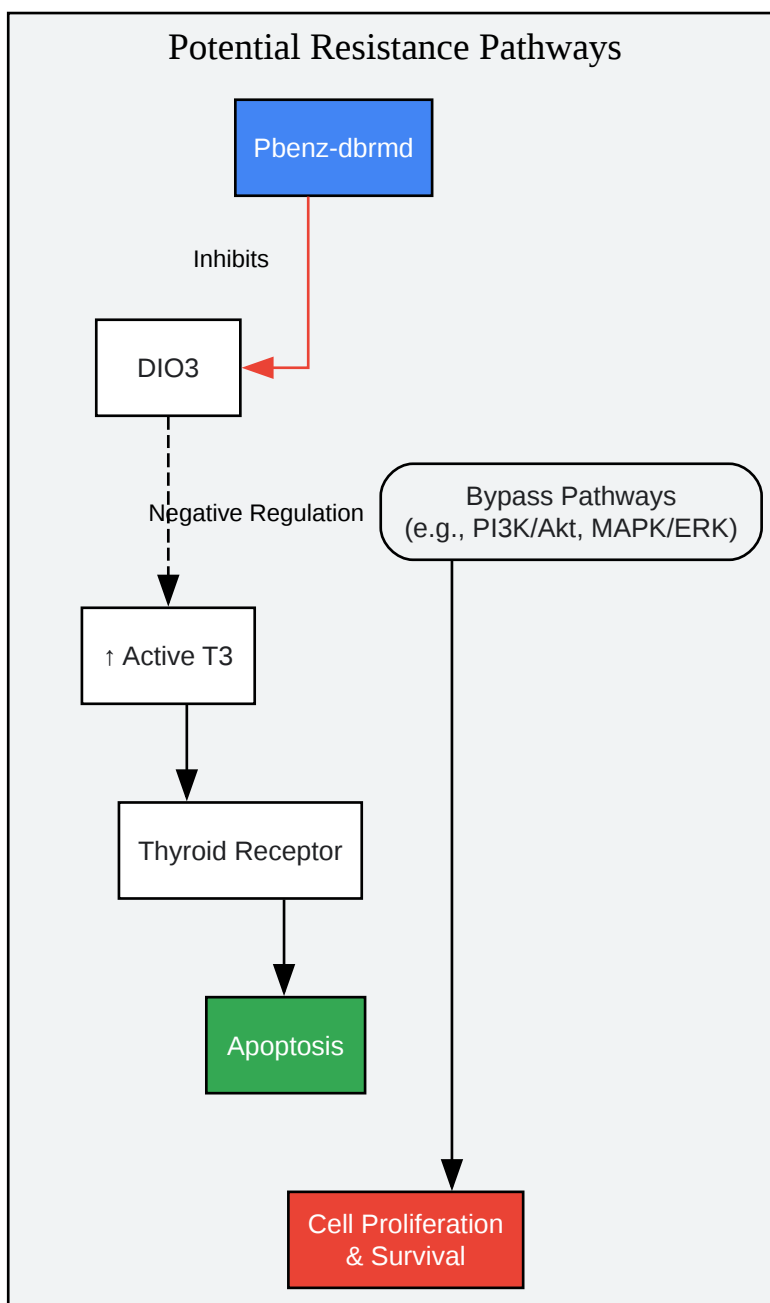 Potential Resistance Pathways
Pbenz-dbrmd
Inhibits
DIO3
Negative Regulation
Bypass Pathways
(e.g., PI3K/Akt, MAPK/ERK)
↑ Active T3
Thyroid Receptor
Apoptosis
Cell Proliferation
& Survival